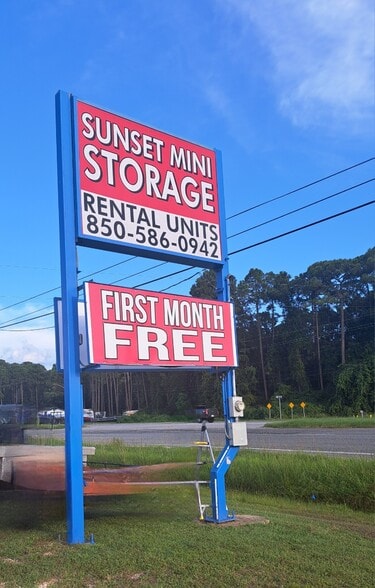 SUNSET MINI
STORAGE
RENTAL UNITS
850-586-0942
FIRST MONTH
FREE